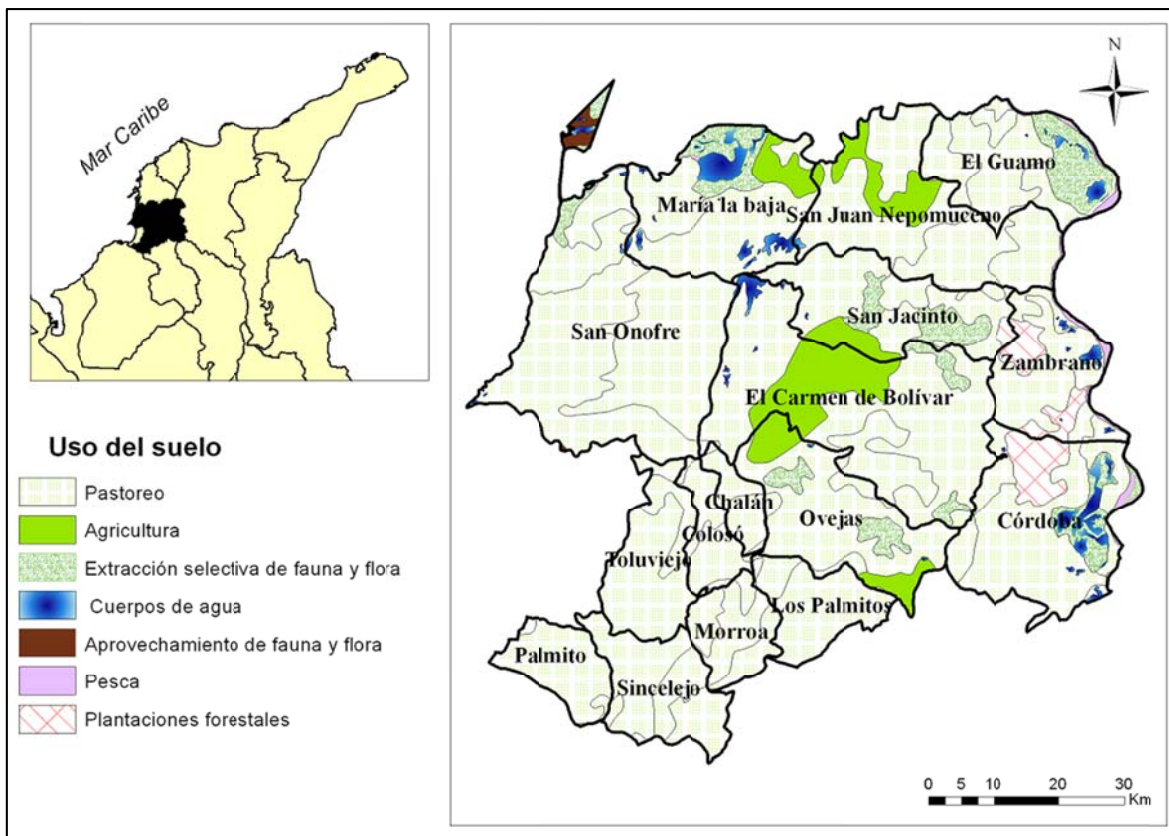 Mar Caribe
N
El Guamo
María la baja
San Juan Nepomuceno
San Onofre
San Jacinto
Zambrano
El Carmen de Bolívar
Chalán
Ovejas
Córdoba
Colosó
Toluviejo
Los Palmitos
Morroa
Palmito
Sincelejo
Uso del suelo
Pastoreo
Agricultura
Extracción selectiva de fauna y flora
Cuerpos de agua
Aprovechamiento de fauna y flora
Pesca
Plantaciones forestales
0 5 10 20 30
Km